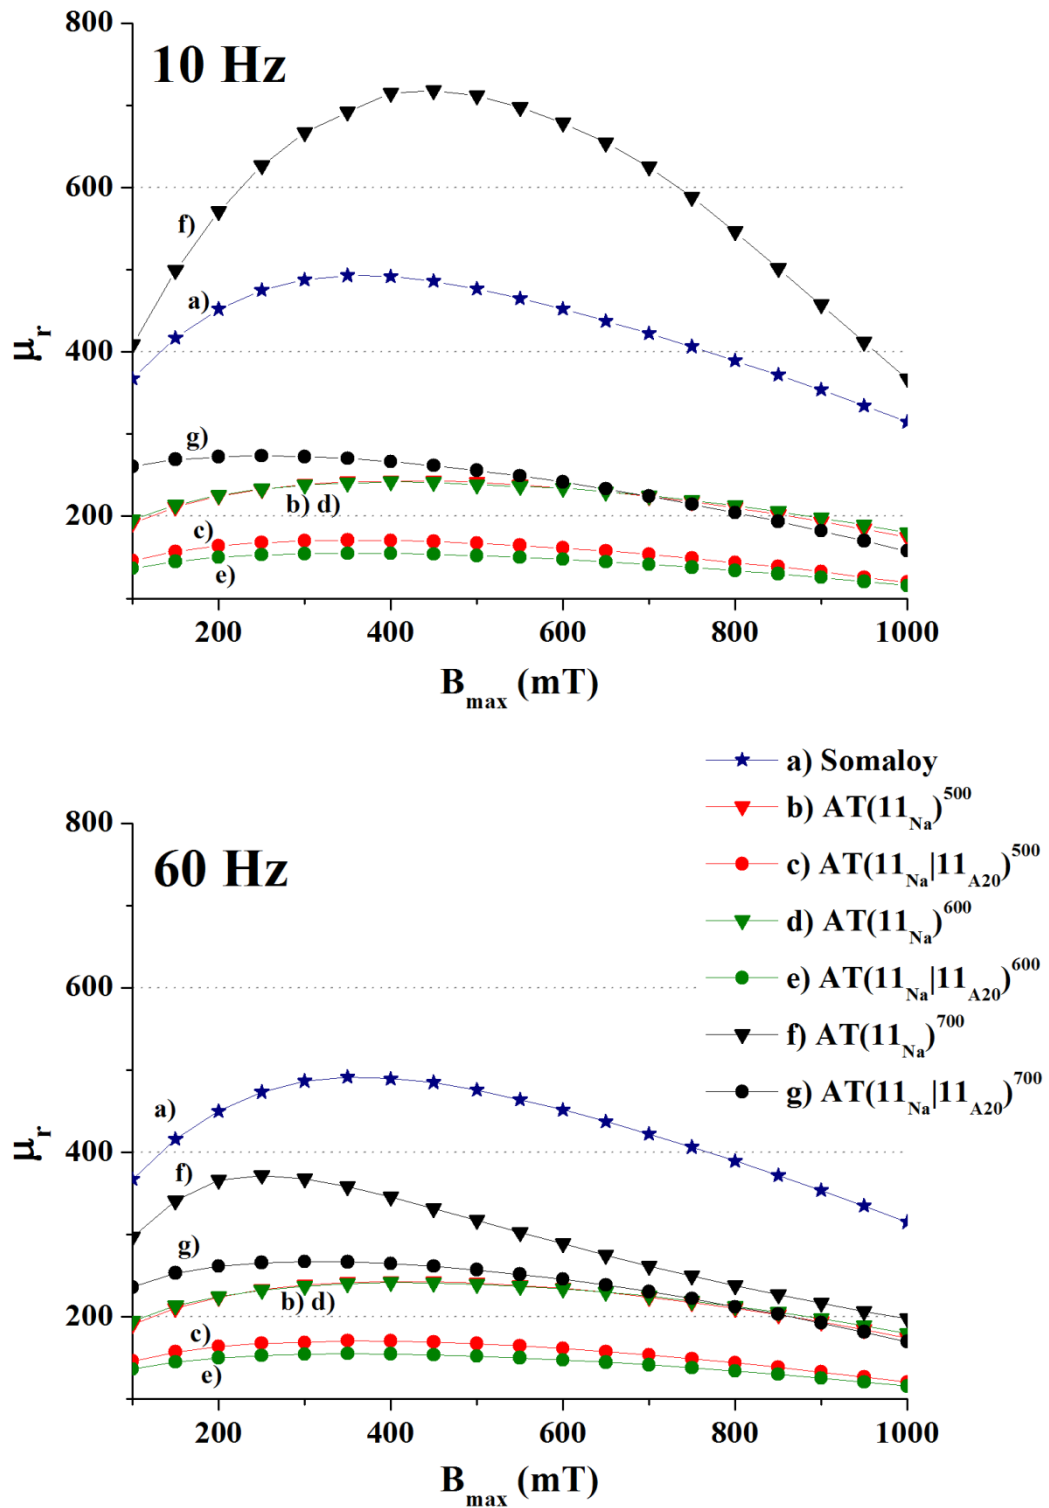 800
10 Hz
600
f)
a)
μr
400
g)
b) d)
200
c)
e)
200 400 600 800 1000
Bmax (mT)
a) Somaloy
b) AT(11Na)500
c) AT(11Na|11A20)500
d) AT(11Na)600
e) AT(11Na|11A20)600
f) AT(11Na)700
g) AT(11Na|11A20)700
800
60 Hz
600
a)
μr
400
f)
g)
b) d)
200
c)
e)
200 400 600 800 1000
Bmax (mT)